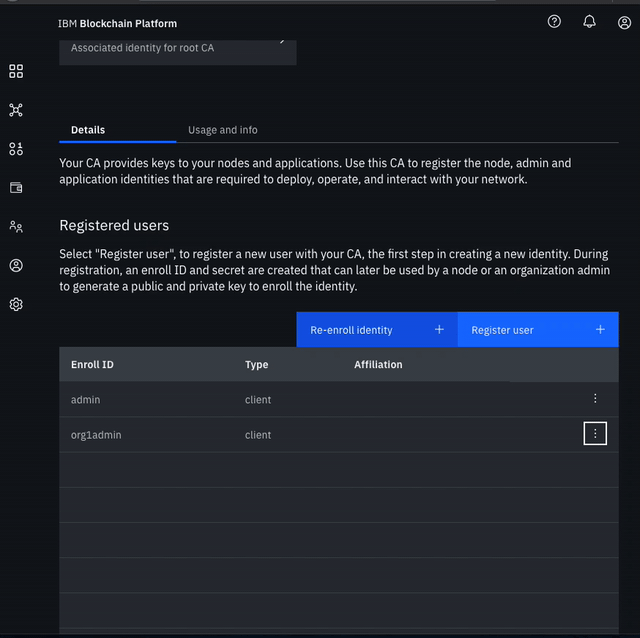 IBM Blockchain Platform
Associated identity for root CA
Details
Usage and info
Your CA provides keys to your nodes and applications. Use this CA to register the node, admin and
application identities that are required to deploy, operate, and interact with your network.
Registered users
Select "Register user", to register a new user with your CA, the first step in creating a new identity. During
registration, an enroll ID and secret are created that can later be used by a node or an organization admin
to generate a public and private key to enroll the identity.
Re-enroll identity +
Register user +
Enroll ID Type Affiliation
admin client
org1admin client